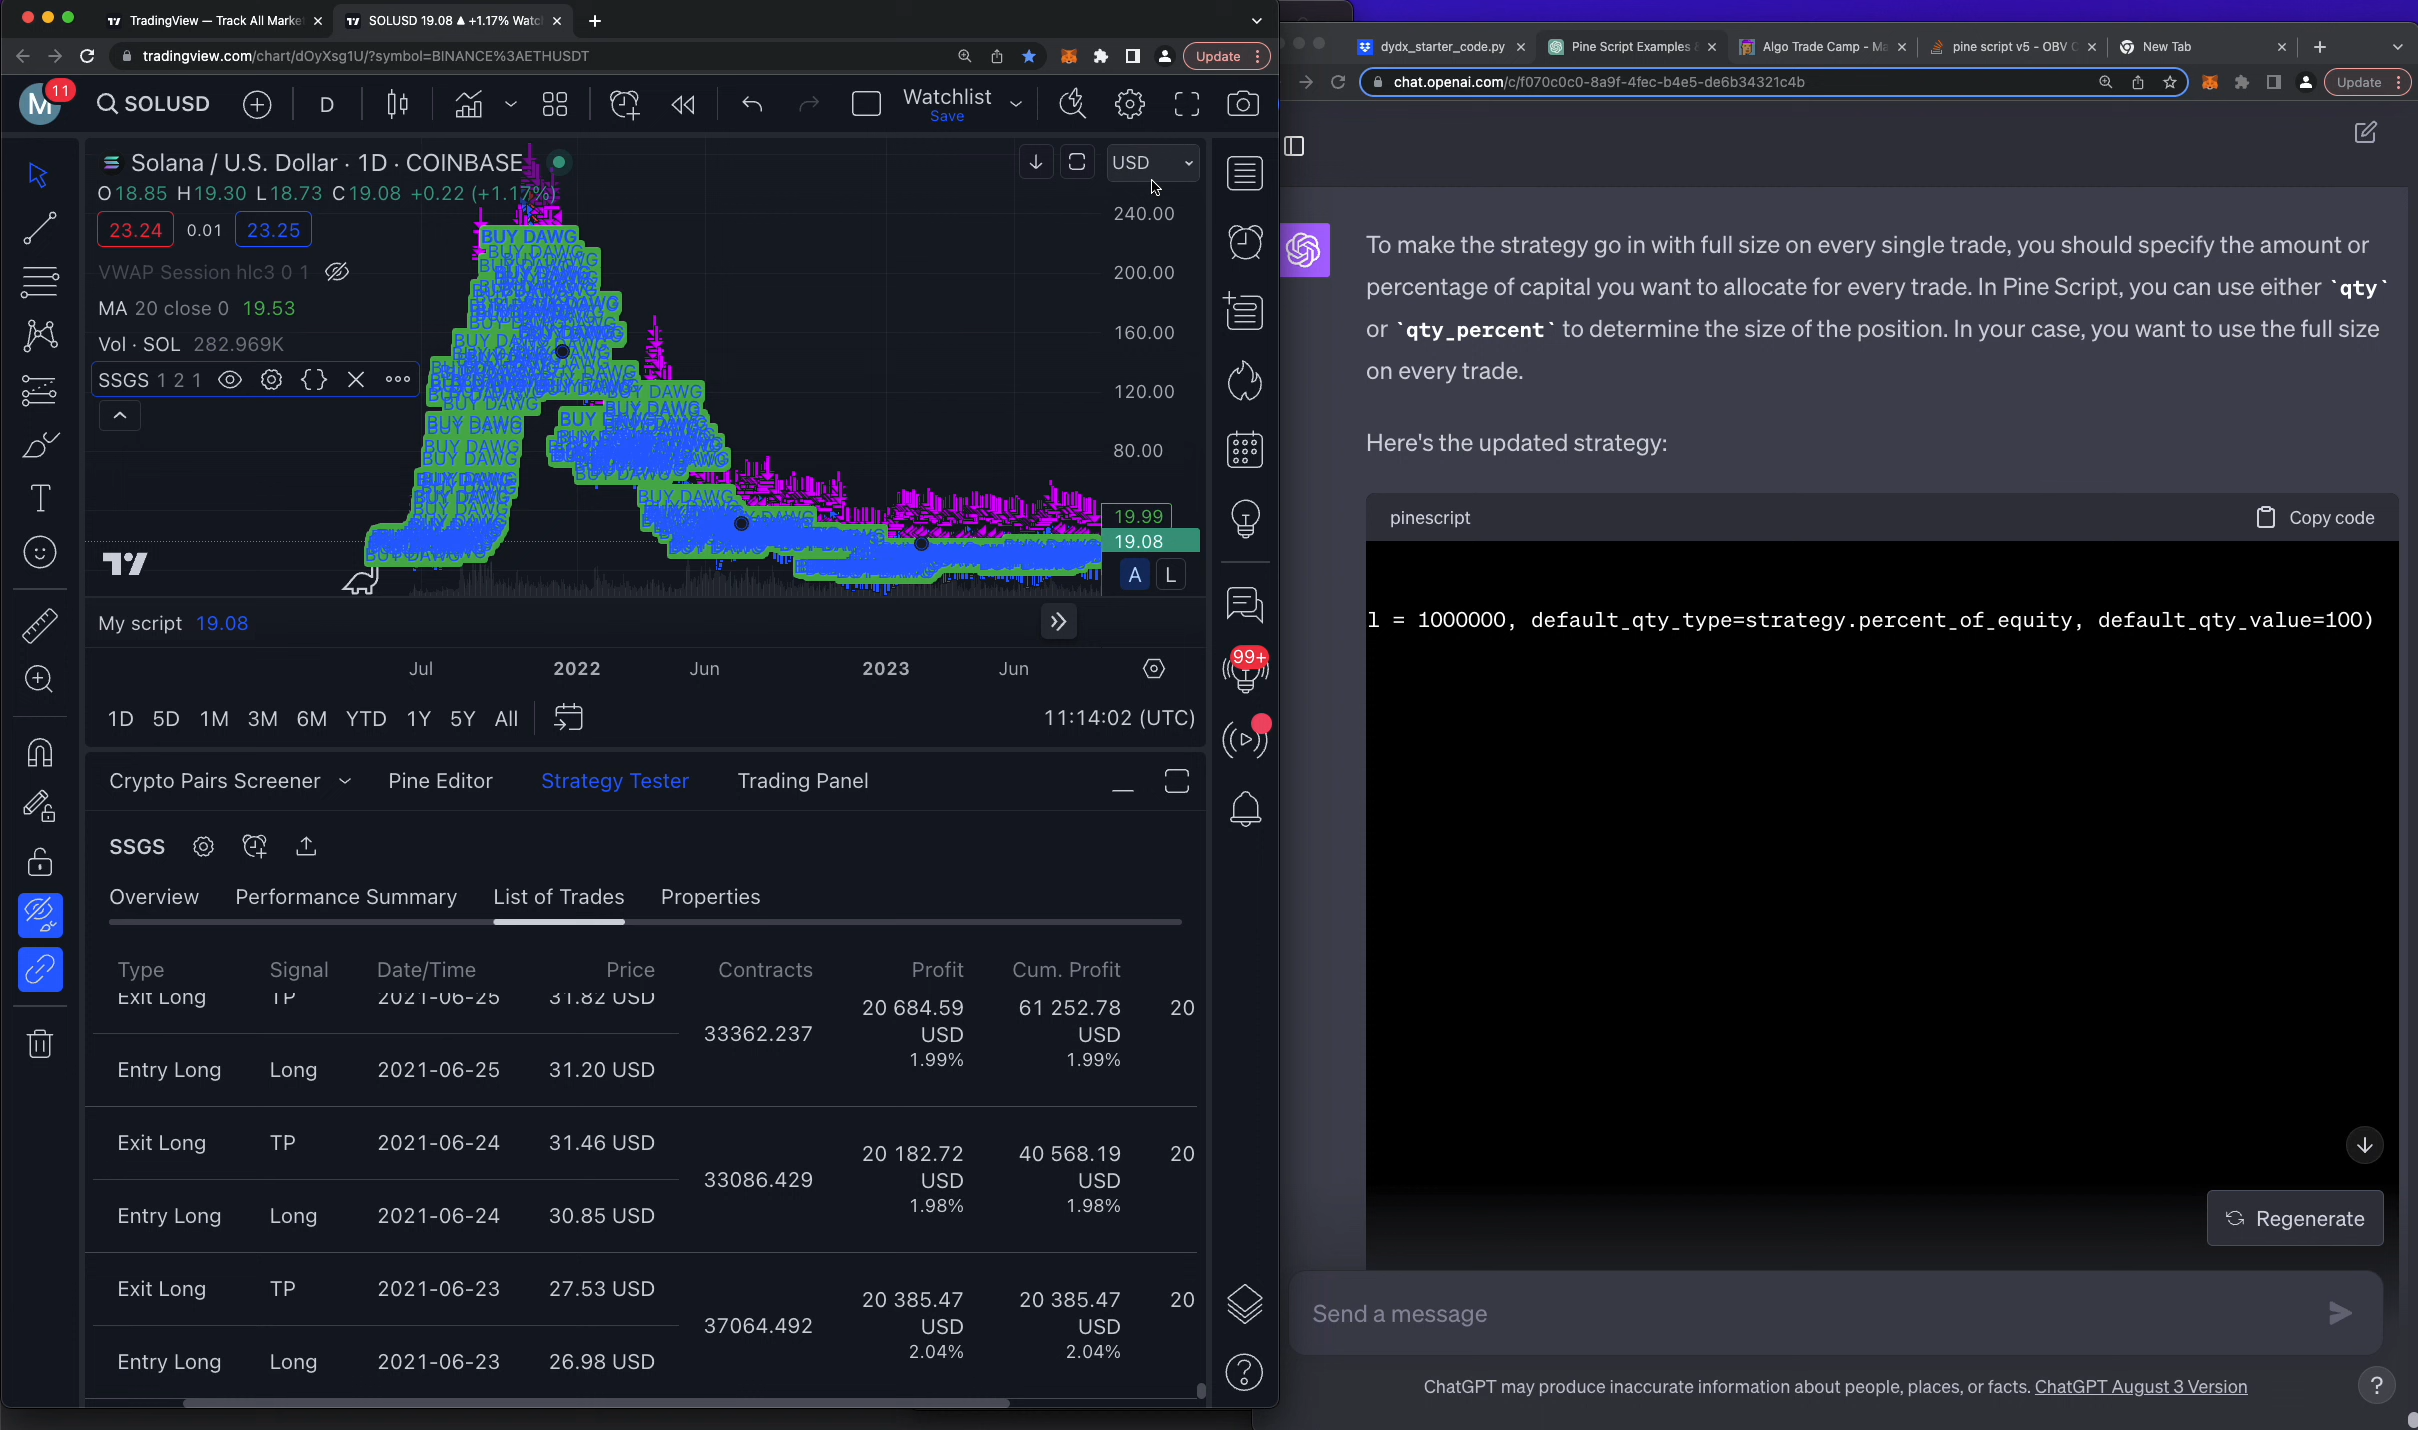 TradingView — Track All Marke
SOLUSD 19.08 ▲ +1.17% Watc
tradingview.com/chart/dOyXsg1U/?symbol=BINANCE%3AETHUSDT
Update
M
11
SOLUSD
D
Watchlist
Save
Solana / U.S. Dollar · 1D · COINBASE
USD
O18.85 H19.30 L18.73 C19.08 +0.22 (+1.17%)
23.24
0.01
23.25
VWAP Session hlc3 0 1
MA 20 close 0 19.53
Vol · SOL 282.969K
SSGS 1 2 1
BUY DAWG
240.00
200.00
160.00
120.00
80.00
19.99
19.08
A
L
My script 19.08
Jul
2022
Jun
2023
Jun
1D 5D 1M 3M 6M YTD 1Y 5Y All
11:14:02 (UTC)
99+
Crypto Pairs Screener
Pine Editor
Strategy Tester
Trading Panel
SSGS
Overview
Performance Summary
List of Trades
Properties
Type Signal Date/Time Price Contracts Profit Cum. Profit
Exit Long TP 2021-06-25 31.82 USD
33362.237
20 684.59 USD 1.99%
61 252.78 USD 1.99%
20
Entry Long Long 2021-06-25 31.20 USD
Exit Long TP 2021-06-24 31.46 USD
33086.429
20 182.72 USD 1.98%
40 568.19 USD 1.98%
20
Entry Long Long 2021-06-24 30.85 USD
Exit Long TP 2021-06-23 27.53 USD
37064.492
20 385.47 USD 2.04%
20 385.47 USD 2.04%
20
Entry Long Long 2021-06-23 26.98 USD
dydx_starter_code.py
Pine Script Examples
Algo Trade Camp - Ma
pine script v5 - OBV C
New Tab
chat.openai.com/c/f070c0c0-8a9f-4fec-b4e5-de6b34321c4b
Update
To make the strategy go in with full size on every single trade, you should specify the amount or
percentage of capital you want to allocate for every trade. In Pine Script, you can use either `qty`
or `qty_percent` to determine the size of the position. In your case, you want to use the full size
on every trade.
Here's the updated strategy:
pinescript
Copy code
l = 1000000, default_qty_type=strategy.percent_of_equity, default_qty_value=100)
Regenerate
Send a message
ChatGPT may produce inaccurate information about people, places, or facts. ChatGPT August 3 Version
?